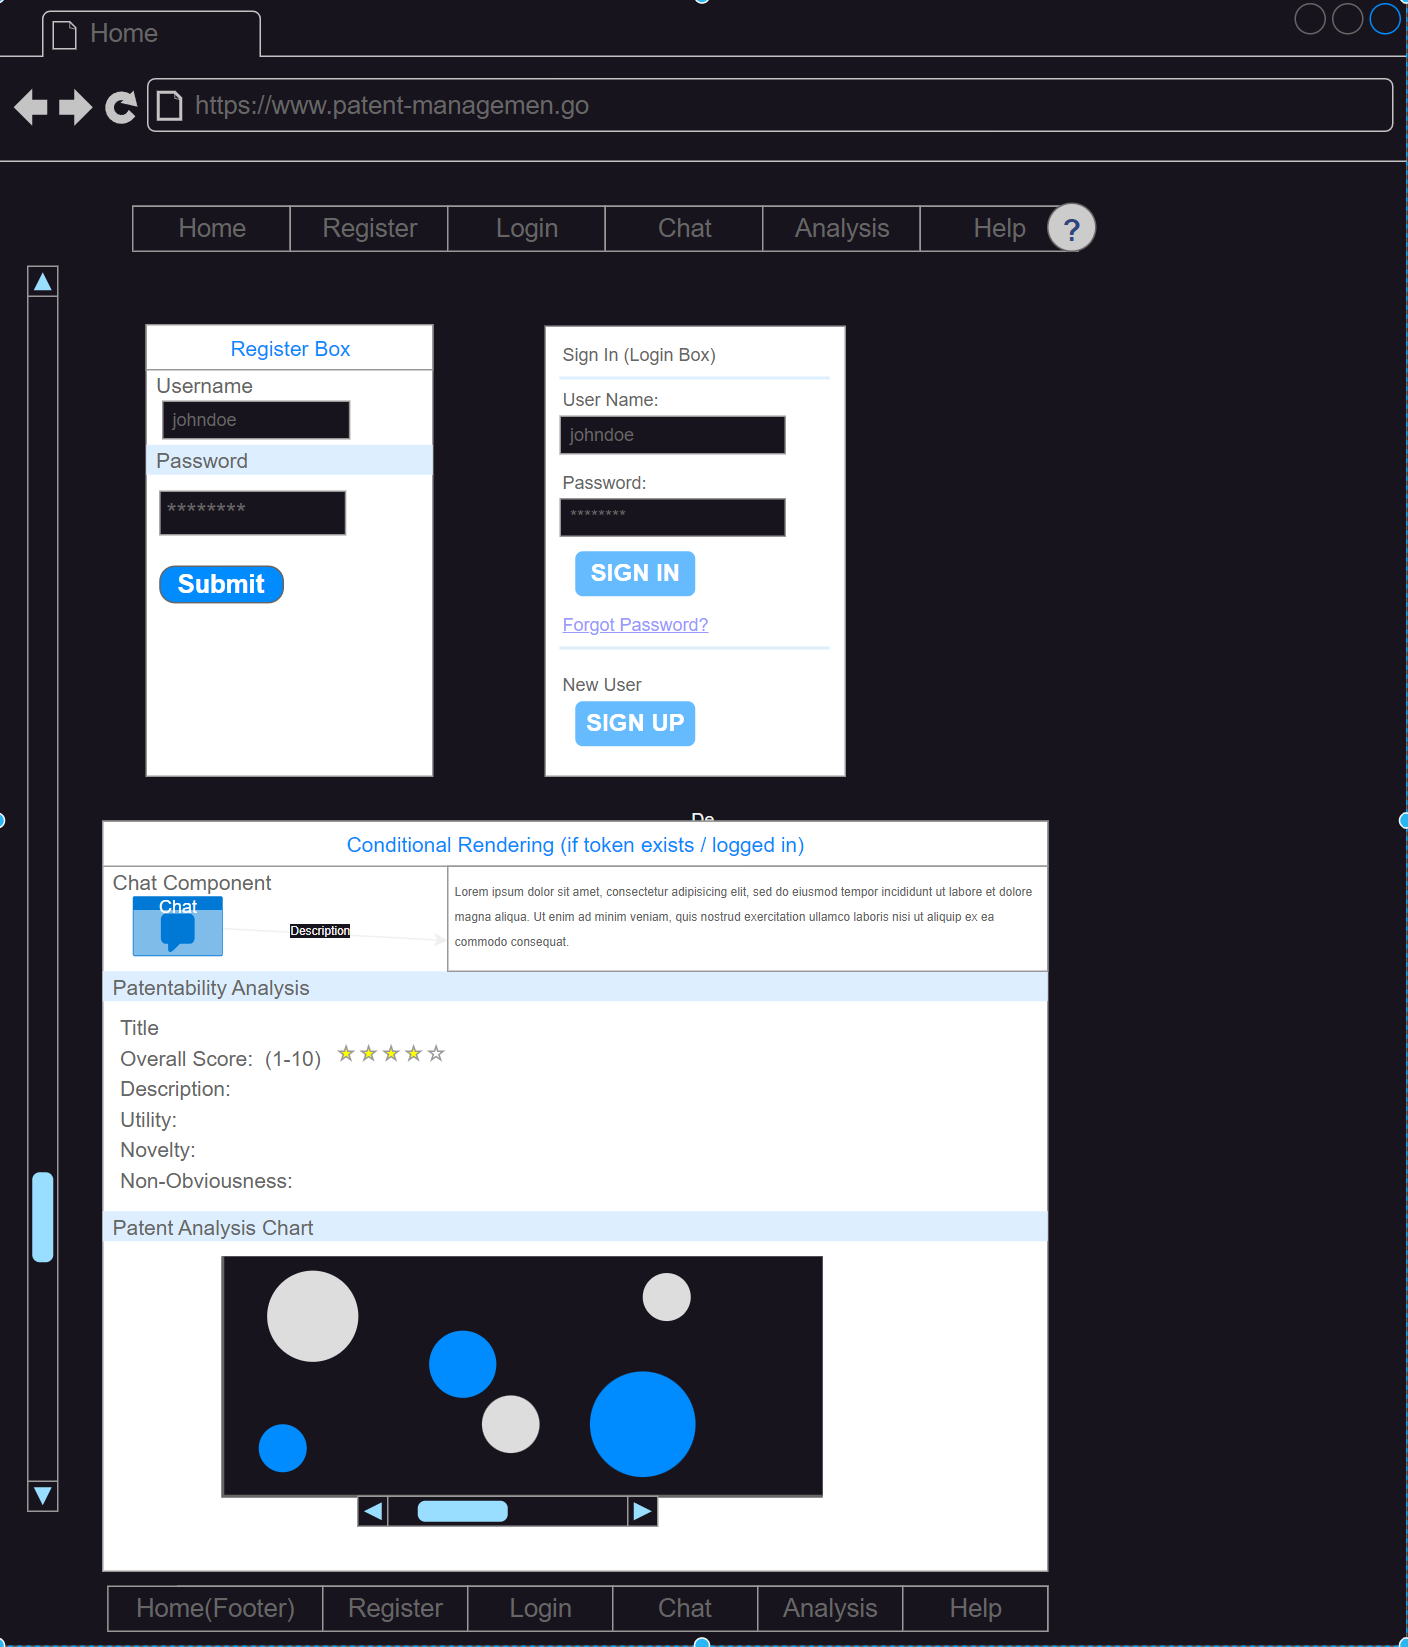 Home
https://www.patent-managemen.go
Home Register Login Chat Analysis Help ?
Register Box
Username
johndoe
Password
********
Submit
Sign In (Login Box)
User Name:
johndoe
Password:
********
SIGN IN
Forgot Password?
New User
SIGN UP
De
Conditional Rendering (if token exists / logged in)
Chat Component
Chat
Description
Lorem ipsum dolor sit amet, consectetur adipisicing elit, sed do eiusmod tempor incididunt ut labore et dolore
magna aliqua. Ut enim ad minim veniam, quis nostrud exercitation ullamco laboris nisi ut aliquip ex ea
commodo consequat.
Patentability Analysis
Title
Overall Score: (1-10)
Description:
Utility:
Novelty:
Non-Obviousness:
Patent Analysis Chart
Home(Footer) Register Login Chat Analysis Help